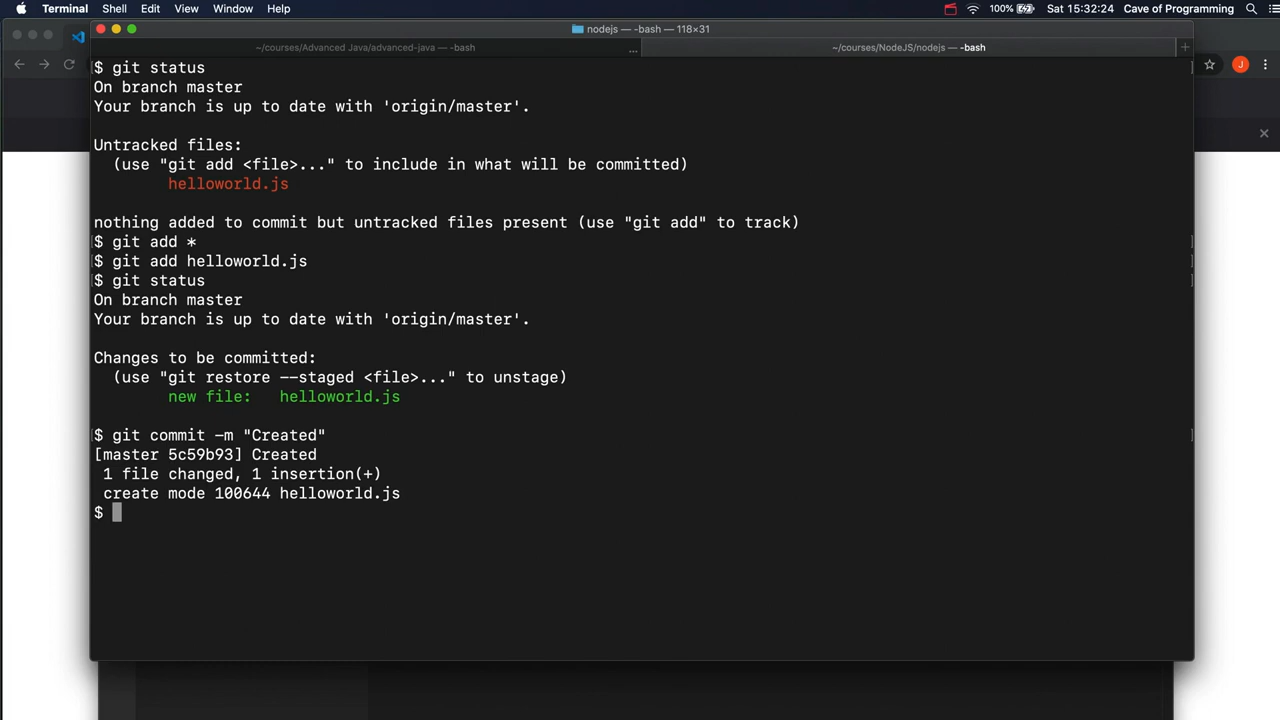 Terminal Shell Edit View Window Help 100% Sat 15:32:24 Cave of Programming
nodejs — -bash — 118×31
~/courses/Advanced Java/advanced-java — -bash ... ~/courses/NodeJS/nodejs — -bash +
$ git status
On branch master
Your branch is up to date with 'origin/master'.
Untracked files:
(use "git add <file>..." to include in what will be committed)
helloworld.js
nothing added to commit but untracked files present (use "git add" to track)
$ git add *
$ git add helloworld.js
$ git status
On branch master
Your branch is up to date with 'origin/master'.
Changes to be committed:
(use "git restore --staged <file>..." to unstage)
new file:   helloworld.js
$ git commit -m "Created"
[master 5c59b93] Created
1 file changed, 1 insertion(+)
create mode 100644 helloworld.js
$
J